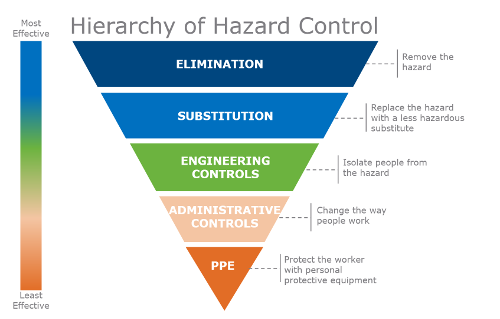 Hierarchy of Hazard Control
Most
Effective
ELIMINATION
Remove the
hazard
SUBSTITUTION
Replace the hazard
with a less hazardous
substitute
ENGINEERING
CONTROLS
Isolate people from
the hazard
ADMINISTRATIVE
CONTROLS
Change the way
people work
PPE
Protect the worker
with personal
protective equipment
Least
Effective